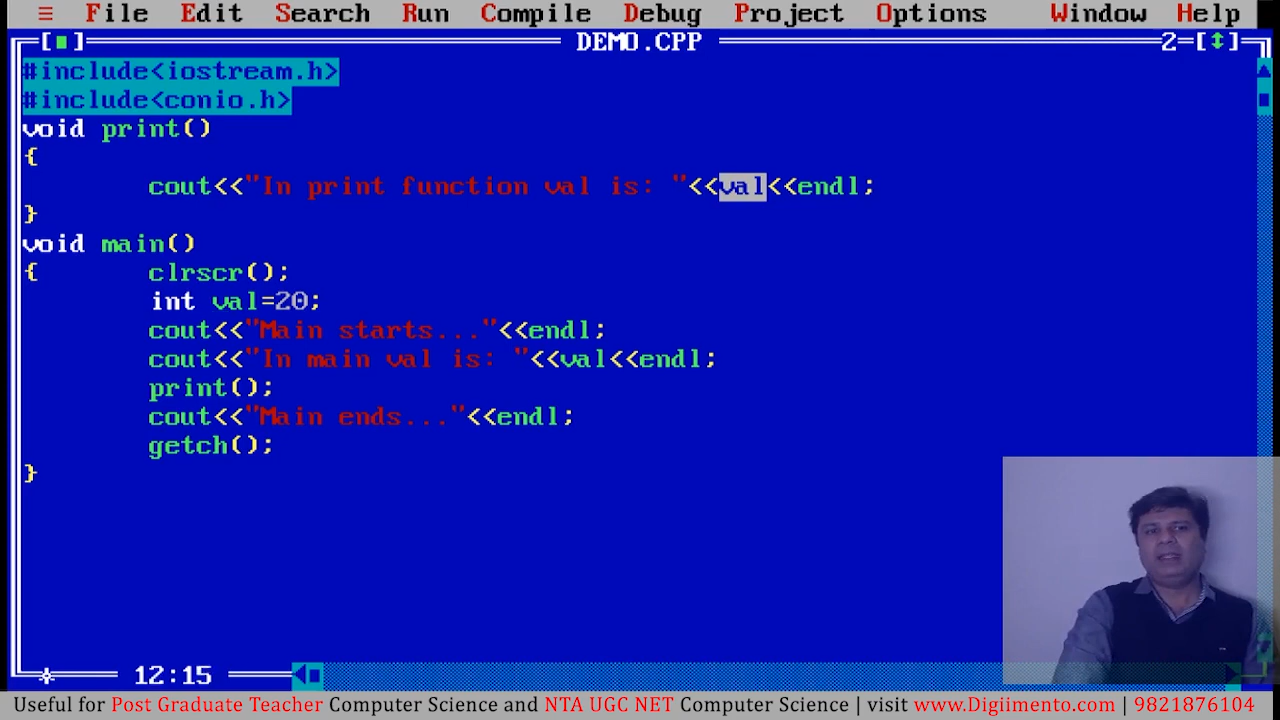 ≡ File Edit Search Run Compile Debug Project Options Window Help
[■] DEMO.CPP 2=[↕]
#include<iostream.h>
#include<conio.h>
void print()
{
cout<<"In print function val is: "<<val<<endl;
}
void main()
{ clrscr();
int val=20;
cout<<"Main starts..."<<endl;
cout<<"In main val is: "<<val<<endl;
print();
cout<<"Main ends..."<<endl;
getch();
}
12:15
Useful for Post Graduate Teacher Computer Science and NTA UGC NET Computer Science | visit www.Digiimento.com | 9821876104